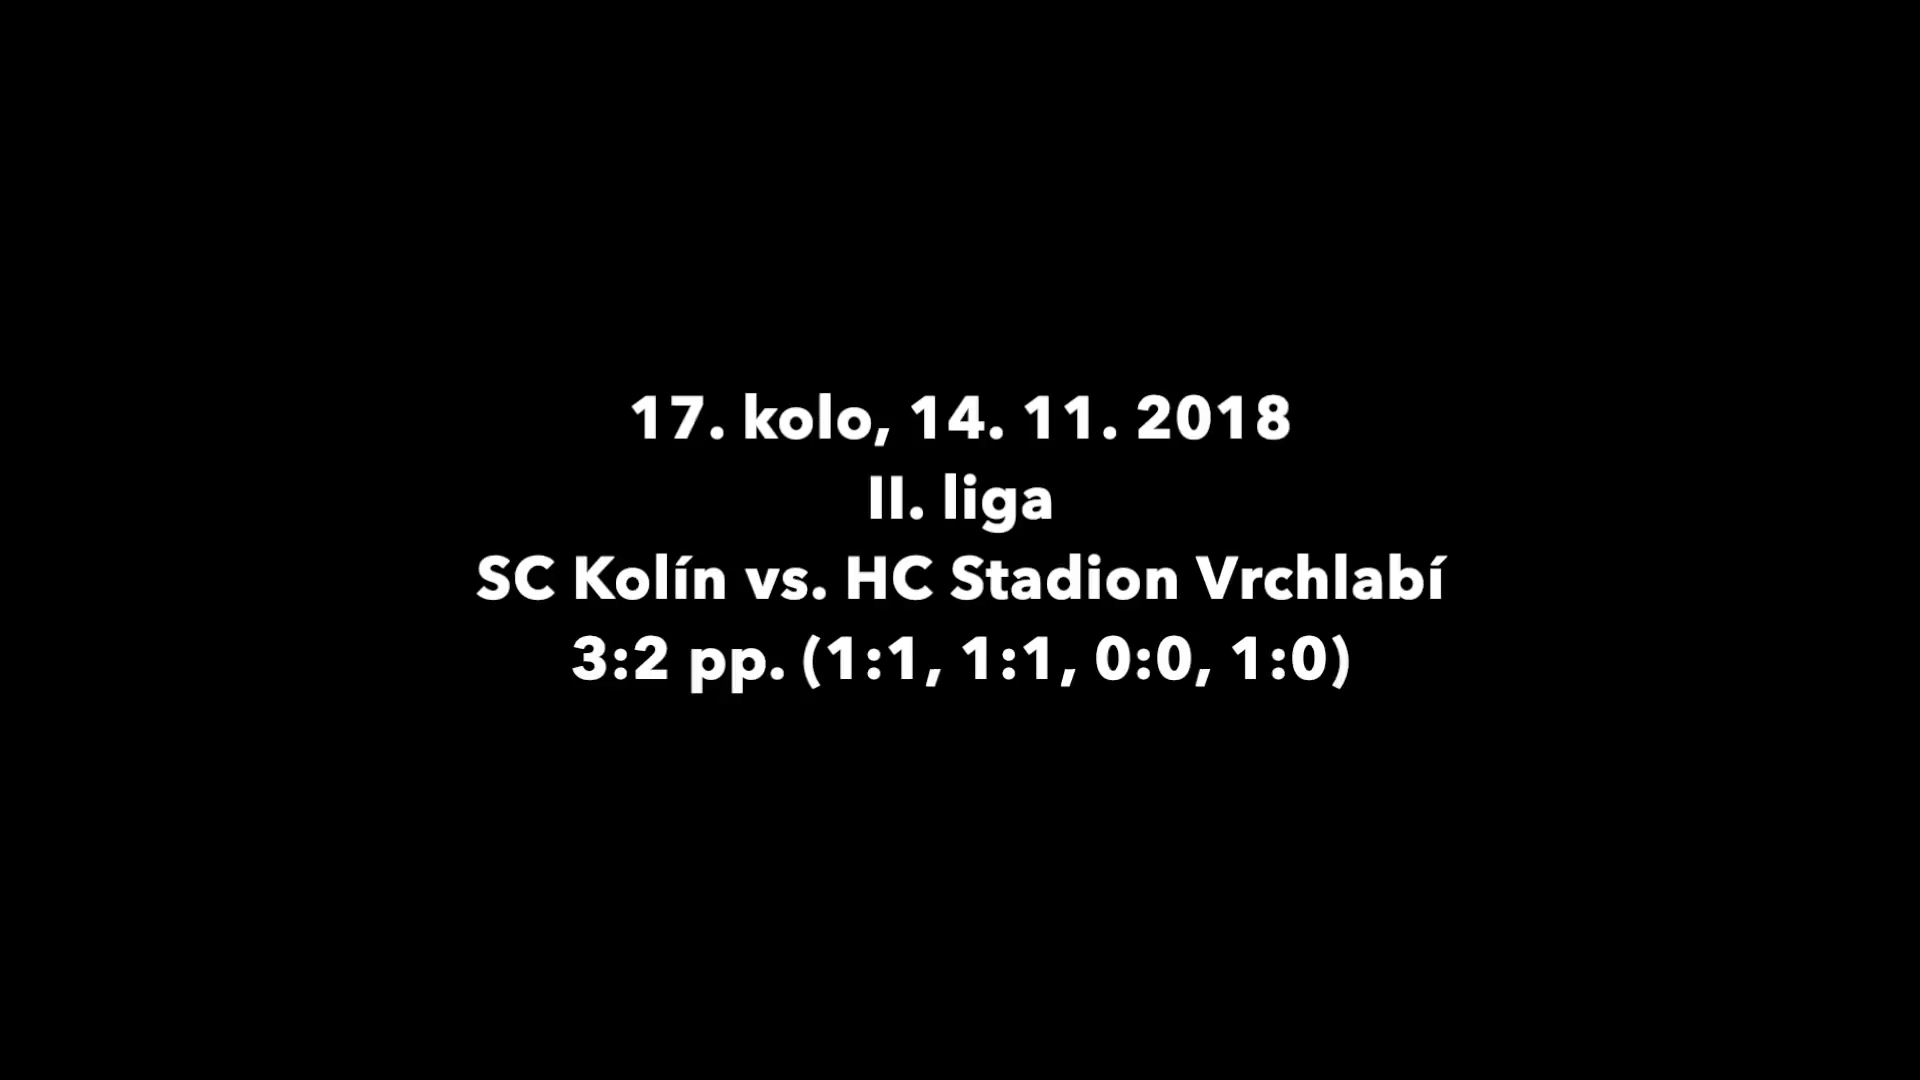 17. kolo, 14. 11. 2018
II. liga
SC Kolín vs. HC Stadion Vrchlabí
3:2 pp. (1:1, 1:1, 0:0, 1:0)